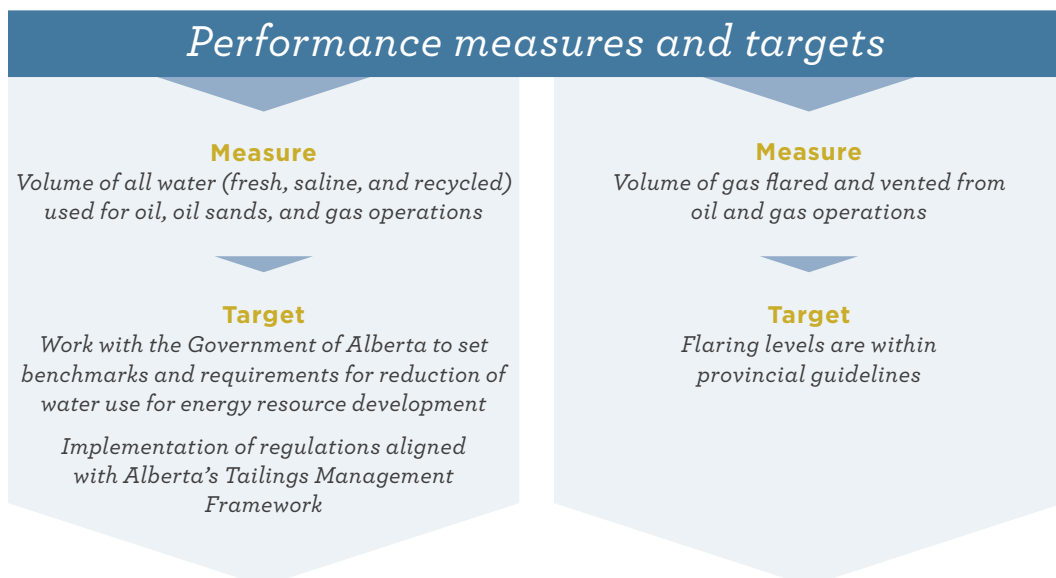 Performance measures and targets
Measure
Volume of all water (fresh, saline, and recycled)
used for oil, oil sands, and gas operations
Target
Work with the Government of Alberta to set
benchmarks and requirements for reduction of
water use for energy resource development
Implementation of regulations aligned
with Alberta’s Tailings Management
Framework
Measure
Volume of gas flared and vented from
oil and gas operations
Target
Flaring levels are within
provincial guidelines